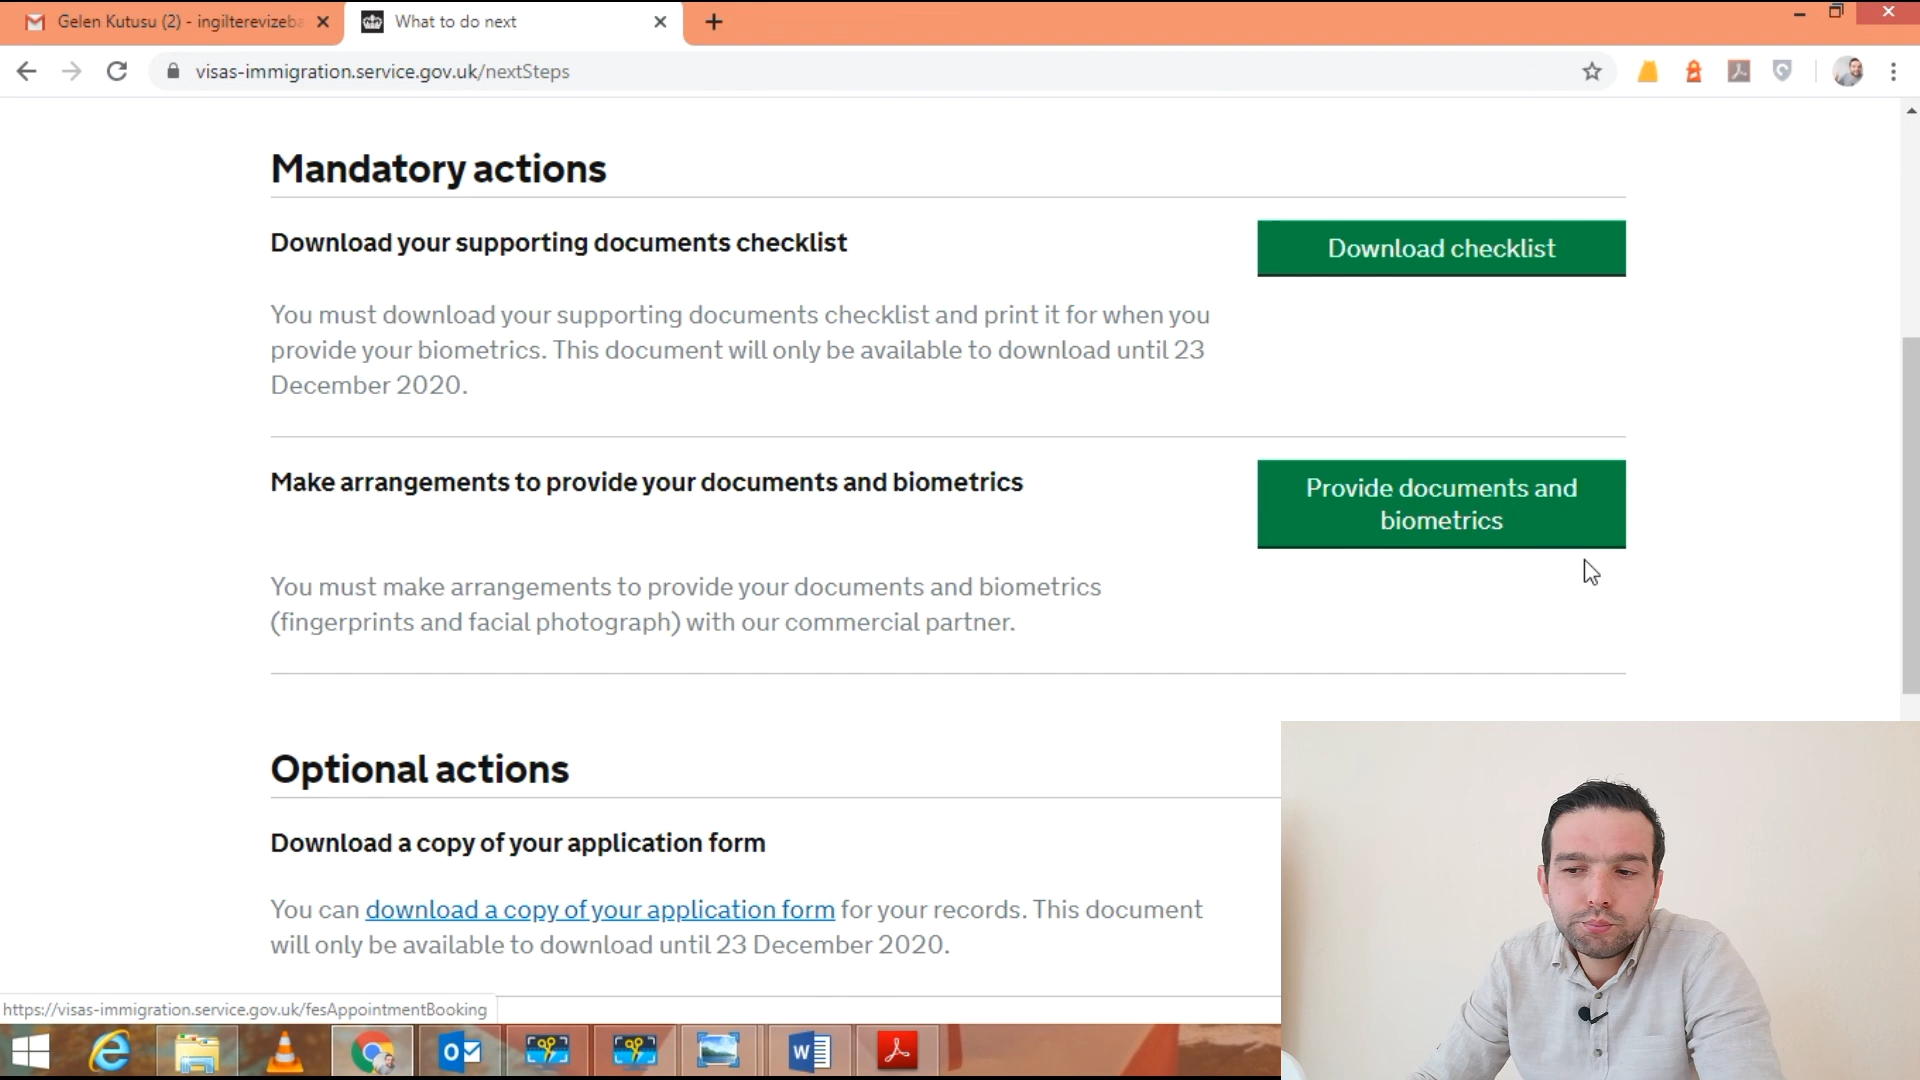 Gelen Kutusu (2) - ingilterevizeba
What to do next
visas-immigration.service.gov.uk/nextSteps
Mandatory actions
Download your supporting documents checklist
Download checklist
You must download your supporting documents checklist and print it for when you
provide your biometrics. This document will only be available to download until 23
December 2020.
Make arrangements to provide your documents and biometrics
Provide documents and
biometrics
You must make arrangements to provide your documents and biometrics
(fingerprints and facial photograph) with our commercial partner.
Optional actions
Download a copy of your application form
You can download a copy of your application form for your records. This document
will only be available to download until 23 December 2020.
https://visas-immigration.service.gov.uk/fesAppointmentBooking